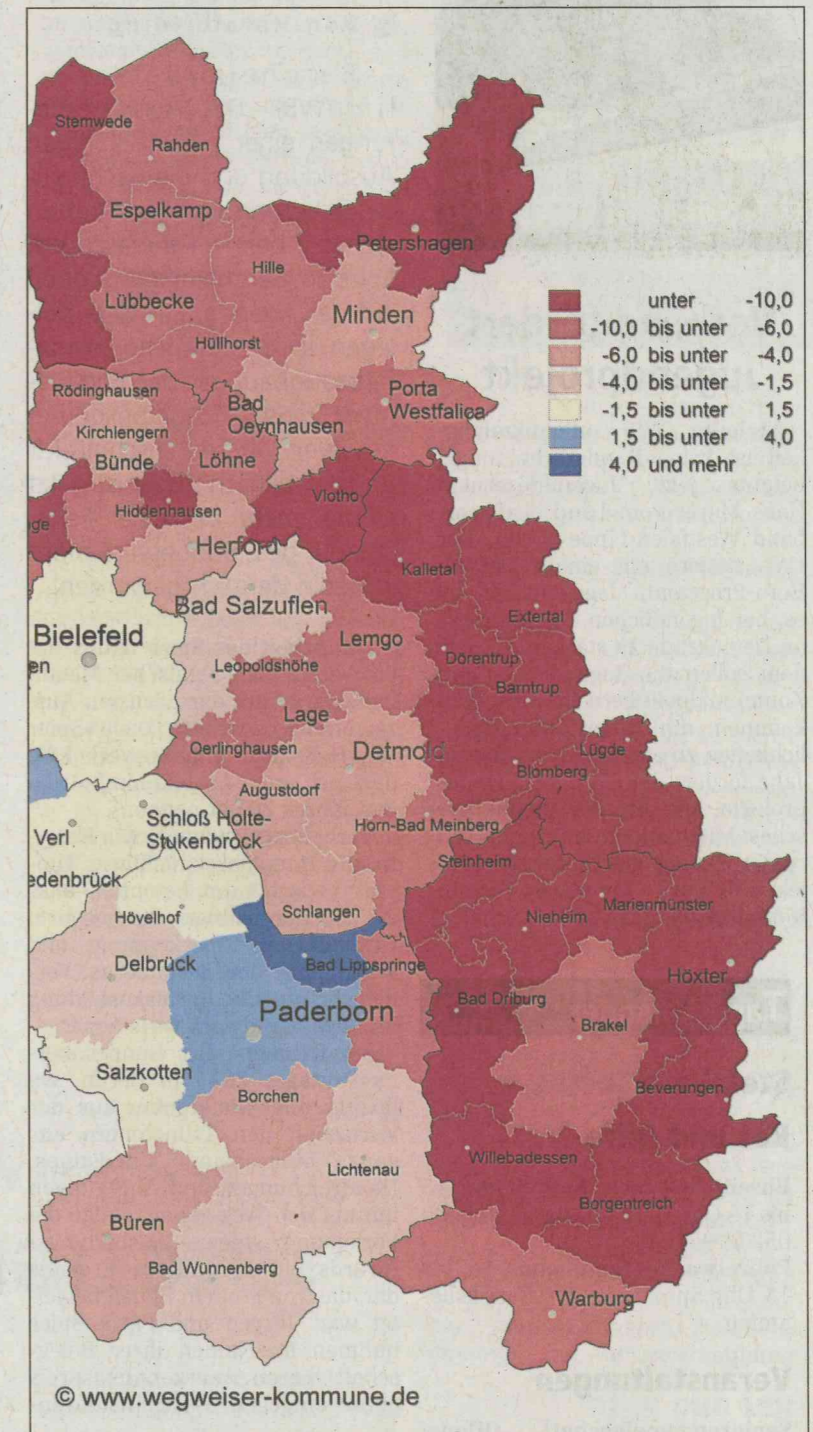 Stemwede
Rahden
Espelkamp
Petershagen
Hille
Lübbecke
Minden
Hüllhorst
unter -10,0
-10,0 bis unter -6,0
-6,0 bis unter -4,0
-4,0 bis unter -1,5
-1,5 bis unter 1,5
1,5 bis unter 4,0
4,0 und mehr
Rödinghausen
Bad
Oeynhausen
Porta
Westfalica
Kirchlengern
Bünde
Löhne
Vlotho
Hiddenhausen
ge
Herford
Kalletal
Bad Salzuflen
Extertal
Bielefeld
en
Lemgo
Dörentrup
Leopoldshöhe
Barntrup
Lage
Oerlinghausen
Detmold
Lügde
Blomberg
Augustdorf
Schloß Holte-
Stukenbrock
Verl
Horn-Bad Meinberg
Steinheim
edenbrück
Hövelhof
Schlangen
Nieheim
Marienmünster
Delbrück
Bad Lippspringe
Höxter
Paderborn
Bad Driburg
Brakel
Salzkotten
Borchen
Beverungen
Lichtenau
Willebadessen
Büren
Borgentreich
Bad Wünnenberg
Warburg
© www.wegweiser-kommune.de